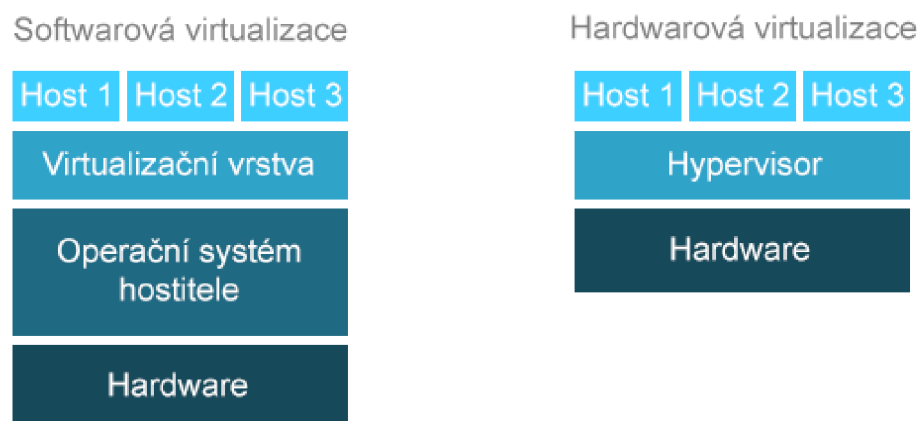 Softwarová virtualizace
Host 1 Host 2 Host 3
Virtualizační vrstva
Operační systém
hostitele
Hardware
Hardwarová virtualizace
Host 1 Host 2 Host 3
Hypervisor
Hardware